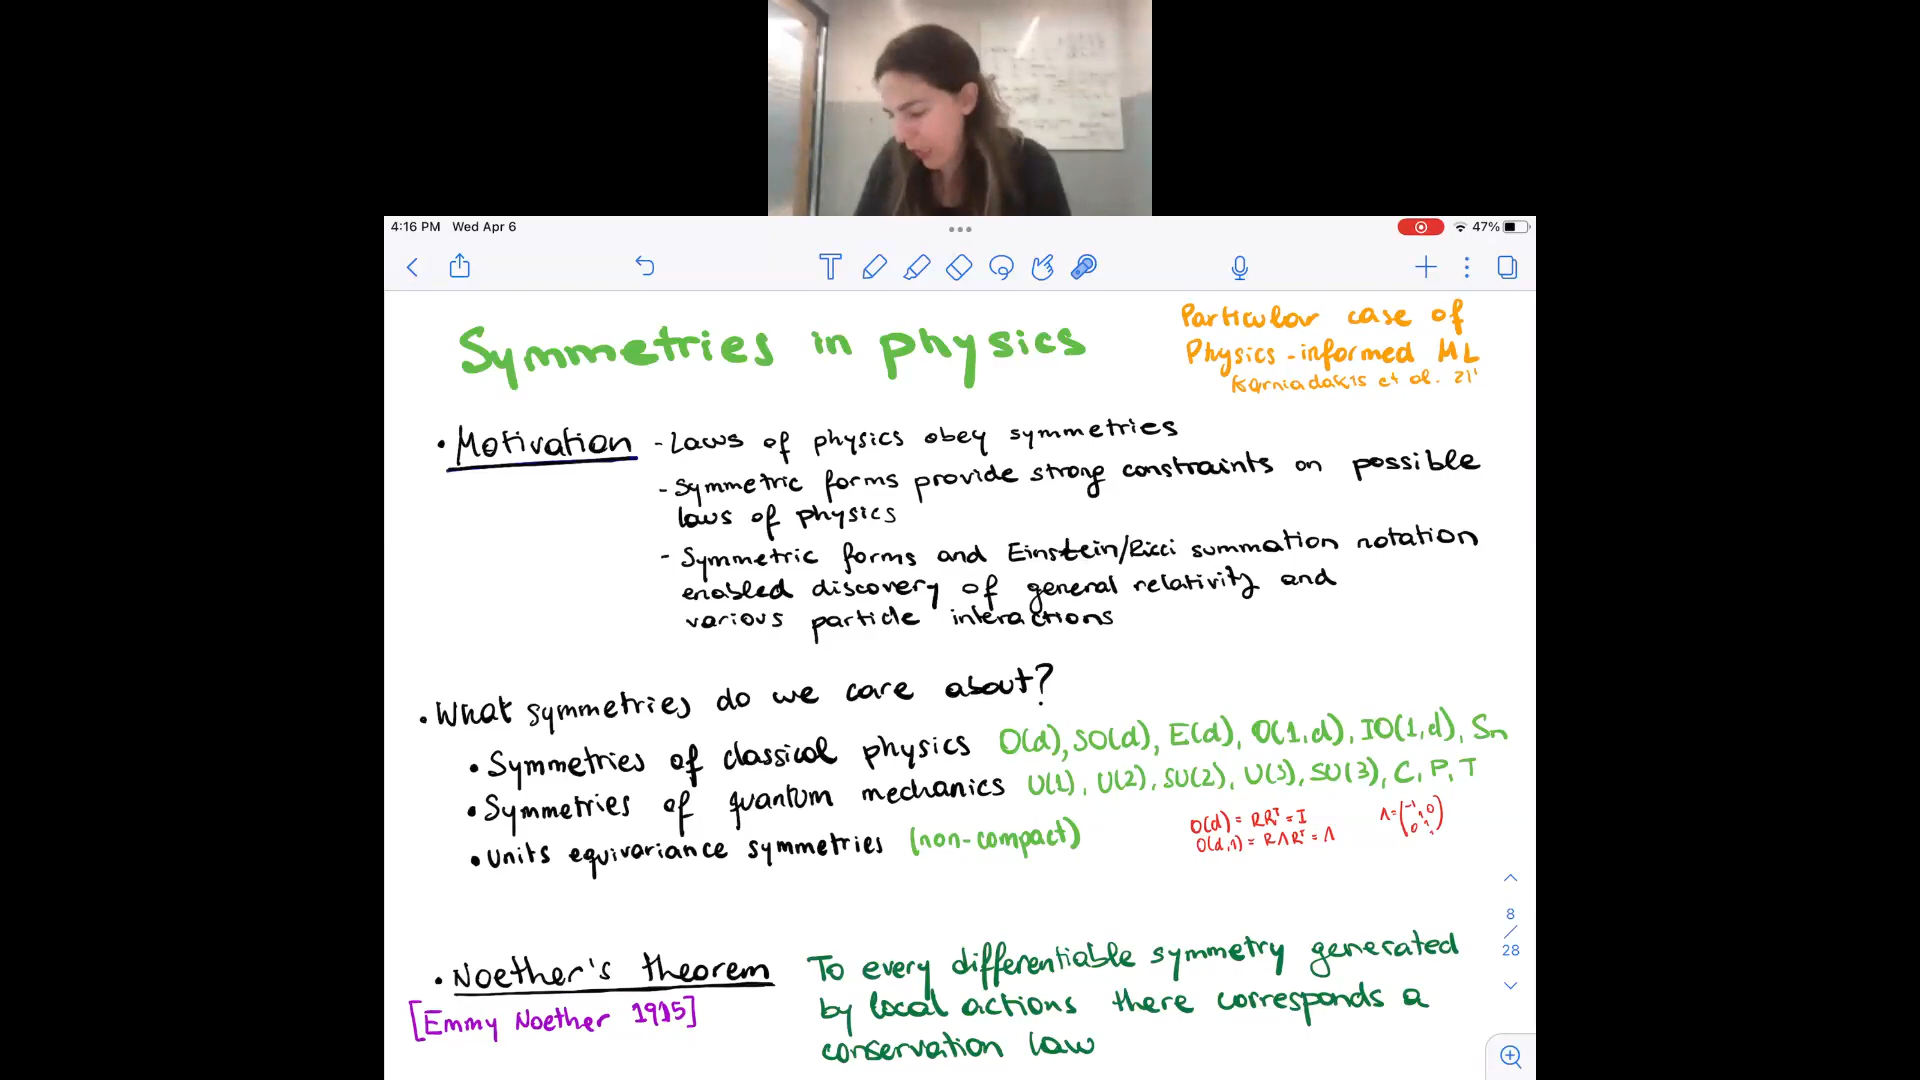 4:16 PM Wed Apr 6
47%
Symmetries in physics
Particular case of
Physics-informed ML
Karniadakis et al. 21'
• Motivation - Laws of physics obey symmetries
- Symmetric forms provide strong constraints on possible
laws of physics
- Symmetric forms and Einstein/Ricci summation notation
enabled discovery of general relativity and
various particle interactions
• What symmetries do we care about?
• Symmetries of classical physics O(d), SO(d), E(d), O(1,d), IO(1,d), Sn
• Symmetries of quantum mechanics U(1), U(2), SU(2), U(3), SU(3), C, P, T
• Units equivariance symmetries (non-compact)
O(d) = RRᵀ = I
O(d,1) = RΛRᵀ = Λ
8
/
28
• Noether's theorem To every differentiable symmetry generated
[Emmy Noether 1915] by local actions there corresponds a
conservation law